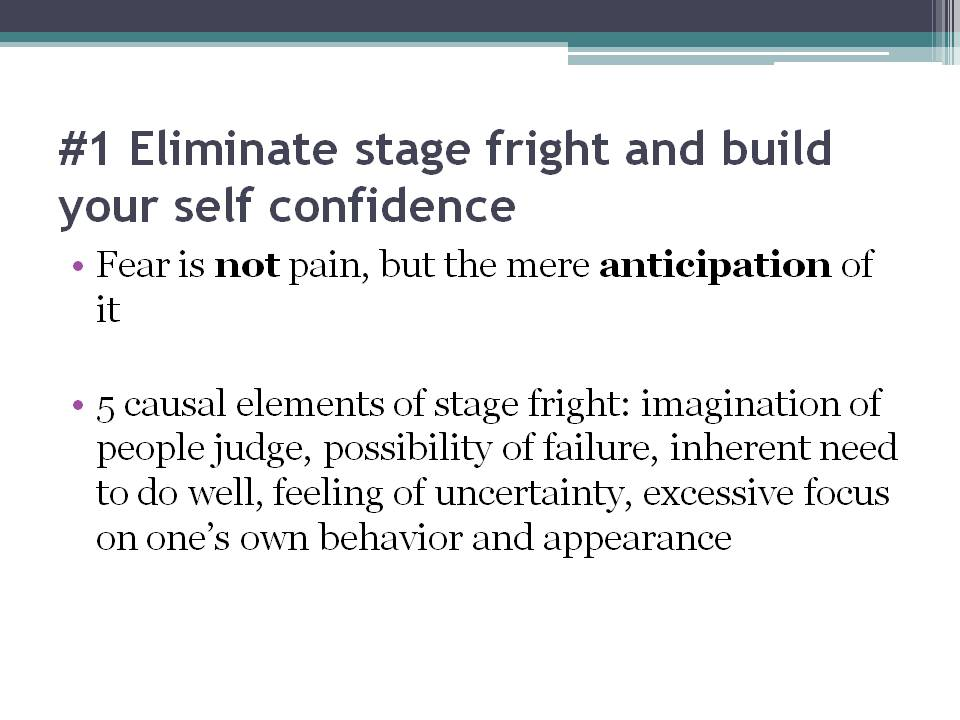 #1 Eliminate stage fright and build
your self confidence
• Fear is not pain, but the mere anticipation of
it
• 5 causal elements of stage fright: imagination of
people judge, possibility of failure, inherent need
to do well, feeling of uncertainty, excessive focus
on one’s own behavior and appearance